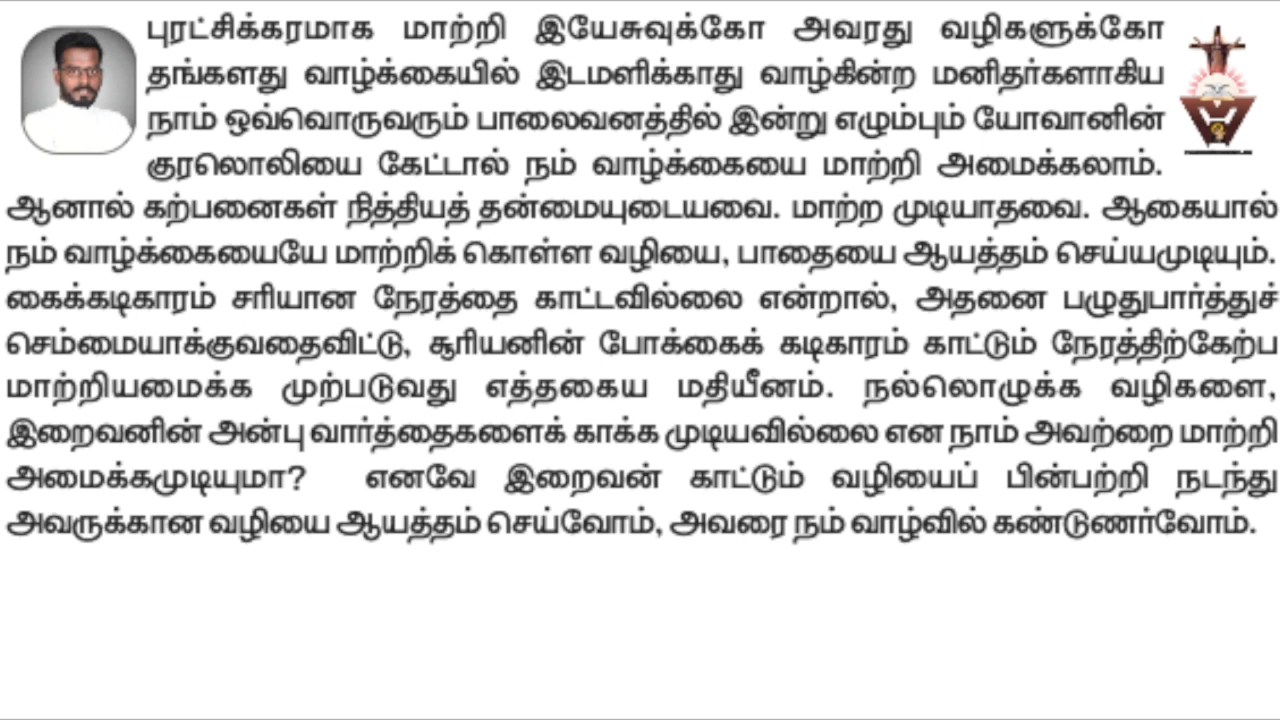 புரட்சிக்கரமாக மாற்றி இயேசுவுக்கோ அவரது வழிகளுக்கோ
தங்களது வாழ்க்கையில் இடமளிக்காது வாழ்கின்ற மனிதர்களாகிய
நாம் ஒவ்வொருவரும் பாலைவனத்தில் இன்று எழும்பும் யோவானின்
குரலொலியை கேட்டால் நம் வாழ்க்கையை மாற்றி அமைக்கலாம்.
ஆனால் கற்பனைகள் நித்தியத் தன்மையுடையவை. மாற்ற முடியாதவை. ஆகையால்
நம் வாழ்க்கையையே மாற்றிக் கொள்ள வழியை, பாதையை ஆயத்தம் செய்யமுடியும்.
கைக்கடிகாரம் சரியான நேரத்தை காட்டவில்லை என்றால், அதனை பழுதுபார்த்துச்
செம்மையாக்குவதைவிட்டு, சூரியனின் போக்கைக் கடிகாரம் காட்டும் நேரத்திற்கேற்ப
மாற்றியமைக்க முற்படுவது எத்தகைய மதியீனம். நல்லொழுக்க வழிகளை,
இறைவனின் அன்பு வார்த்தைகளைக் காக்க முடியவில்லை என நாம் அவற்றை மாற்றி
அமைக்கமுடியுமா? எனவே இறைவன் காட்டும் வழியைப் பின்பற்றி நடந்து
அவருக்கான வழியை ஆயத்தம் செய்வோம், அவரை நம் வாழ்வில் கண்டுணர்வோம்.